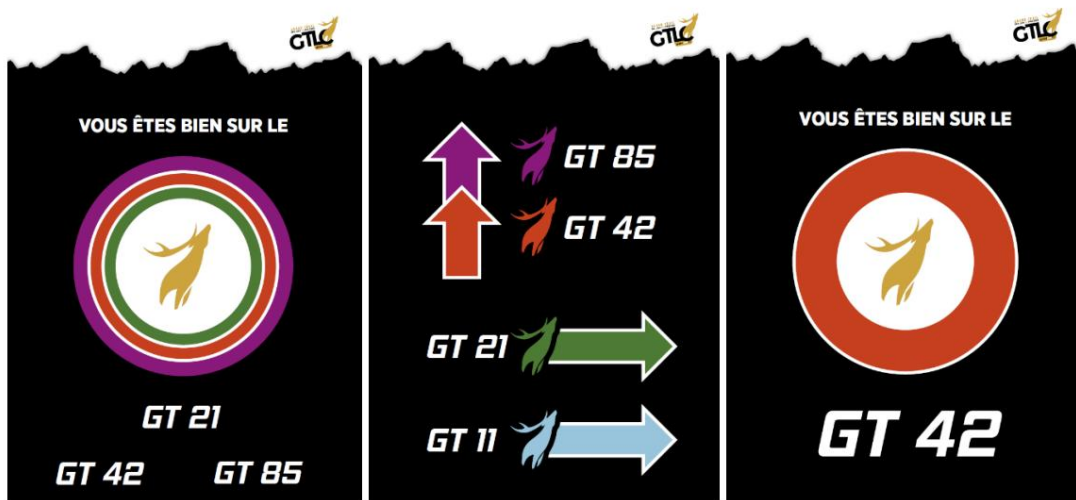 GTLC
VOUS ÊTES BIEN SUR LE
GT 21
GT 42 GT 85
GTLC
GT 85
GT 42
GT 21
GT 11
GTLC
VOUS ÊTES BIEN SUR LE
GT 42